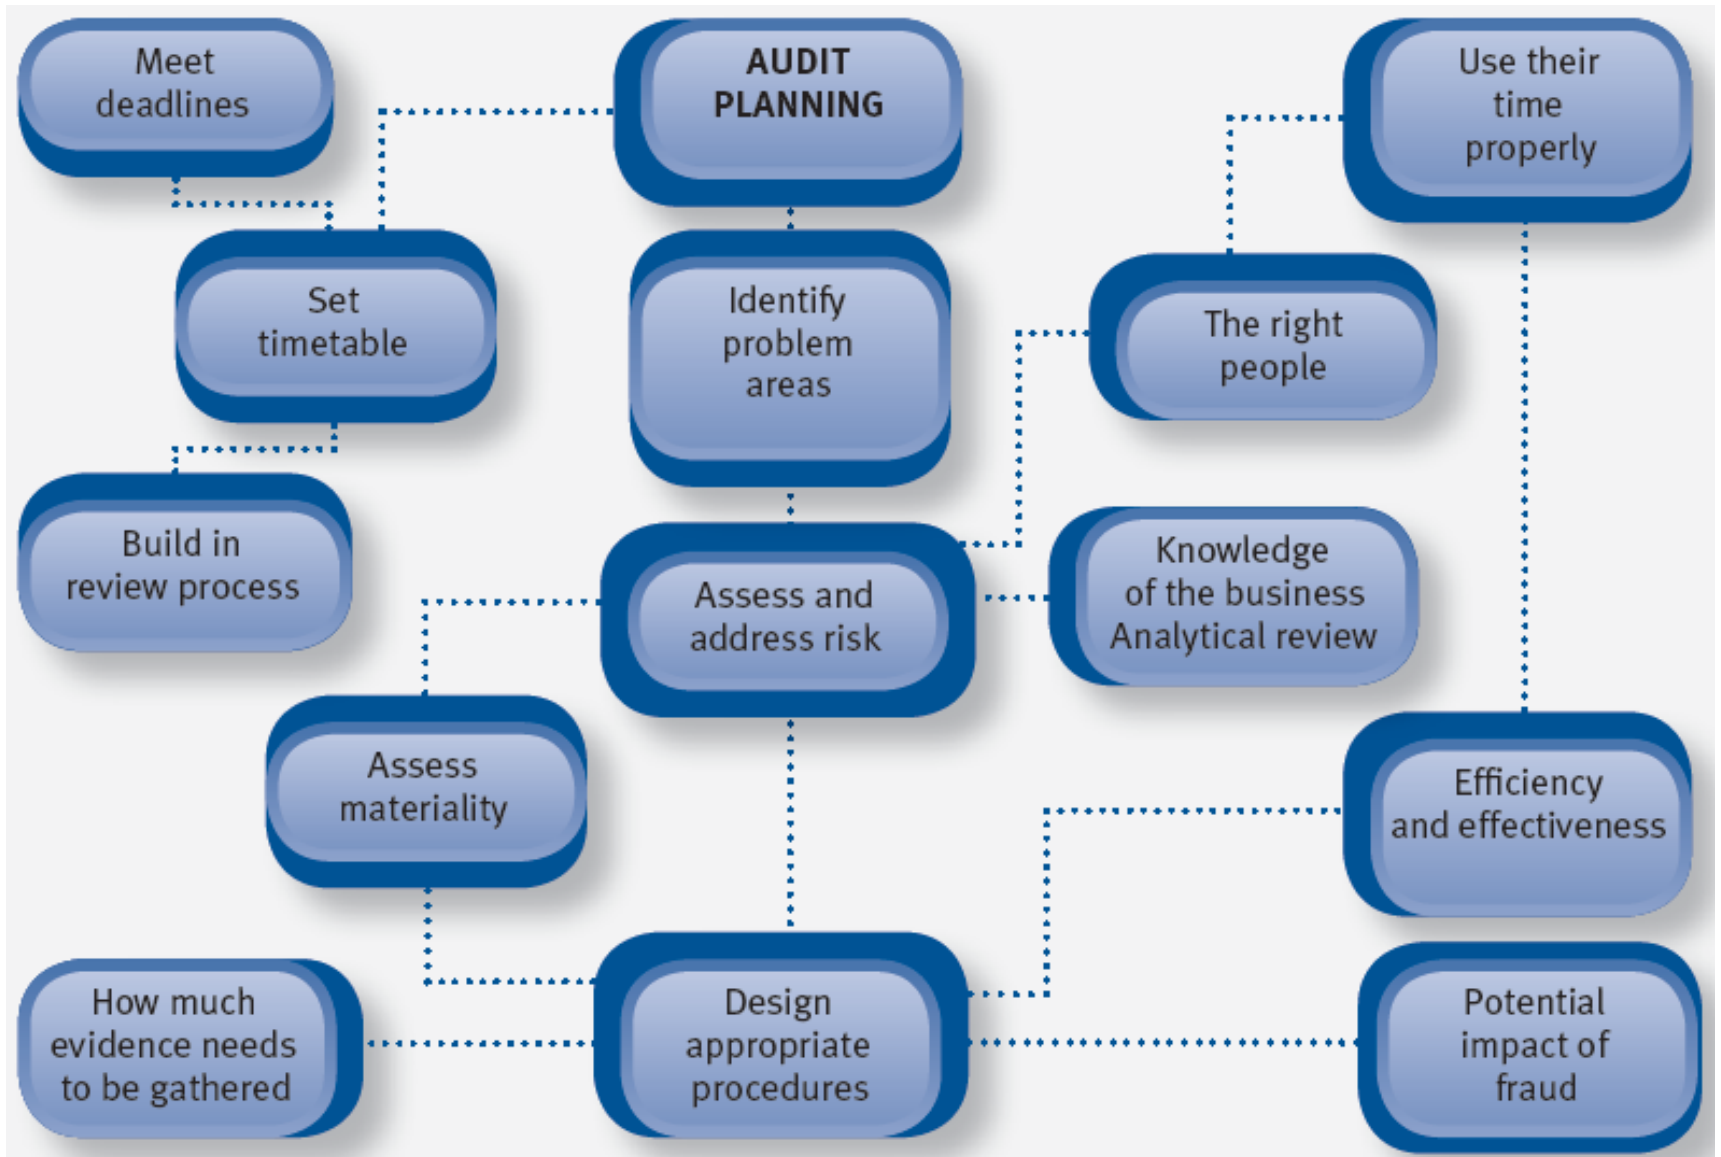 Meet
deadlines
AUDIT
PLANNING
Use their
time
properly
Set
timetable
Identify
problem
areas
The right
people
Build in
review process
Assess and
address risk
Knowledge
of the business
Analytical review
Assess
materiality
Efficiency
and effectiveness
How much
evidence needs
to be gathered
Design
appropriate
procedures
Potential
impact of
fraud